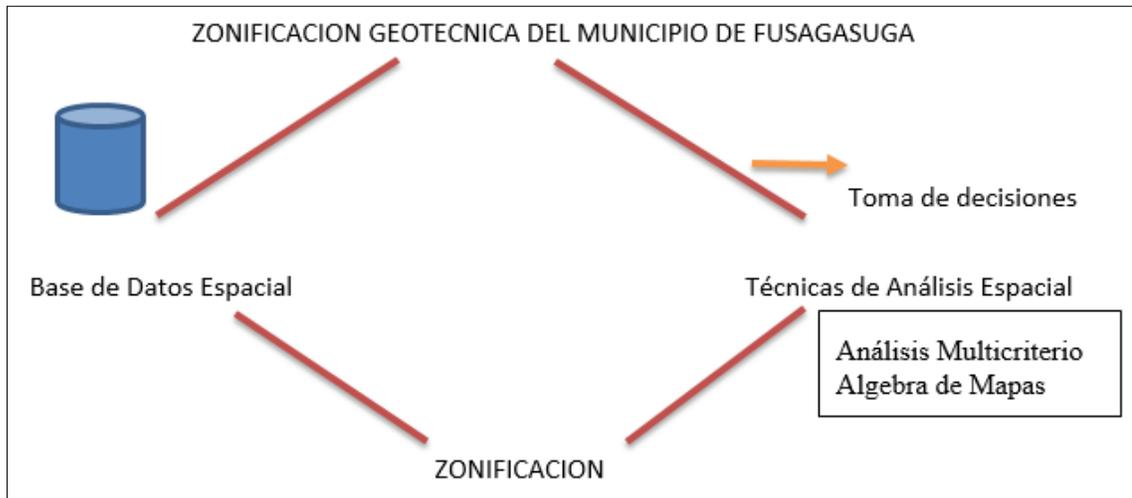 ZONIFICACION GEOTECNICA DEL MUNICIPIO DE FUSAGASUGA
Toma de decisiones
Base de Datos Espacial
Técnicas de Análisis Espacial
Análisis Multicriterio
Algebra de Mapas
ZONIFICACION